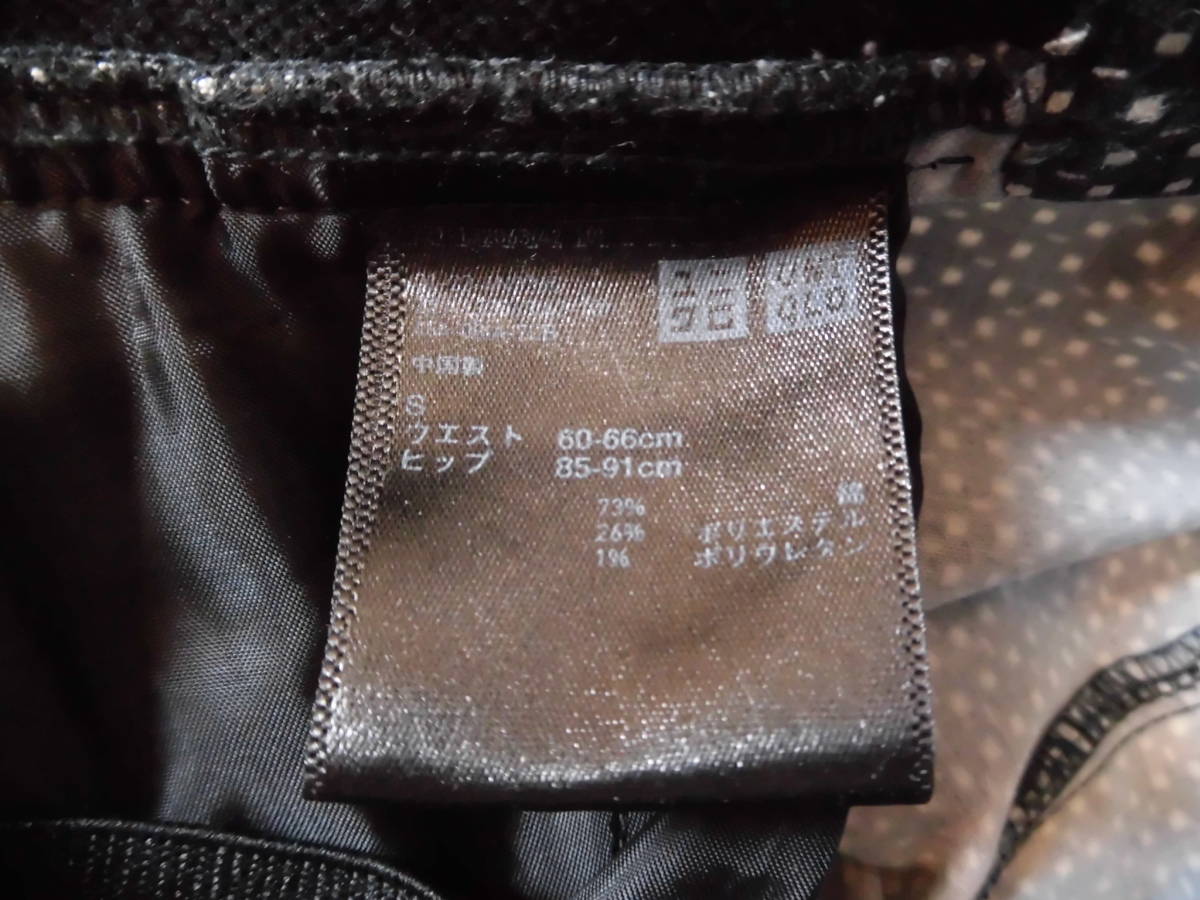 ユニ UNI
クロ QLO
中国製
S
ウエスト 60-66cm
ヒップ 85-91cm
73% 綿
26% ポリエステル
1% ポリウレタン